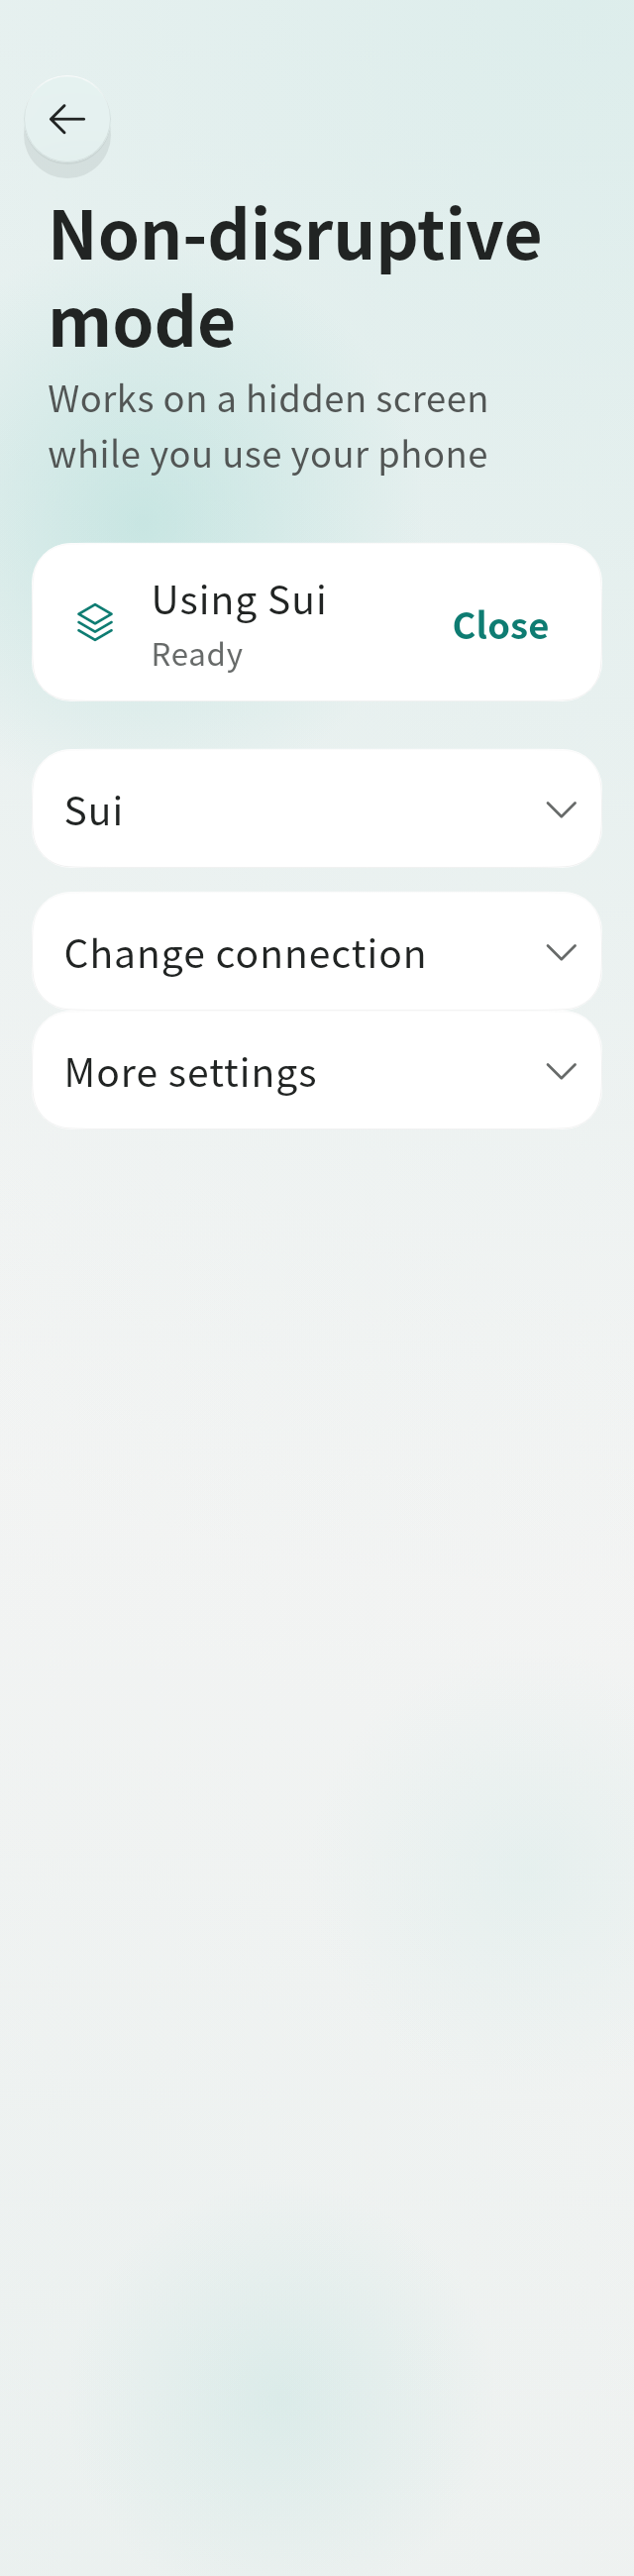 Non-disruptive
mode
Works on a hidden screen
while you use your phone
Using Sui
Ready
Close
Sui
Change connection
More settings